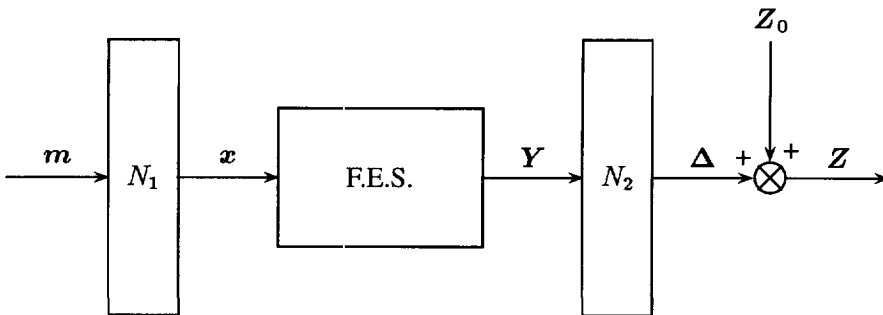 Z₀
m
N₁
x
F.E.S.
Y
N₂
Δ
+
+
Z